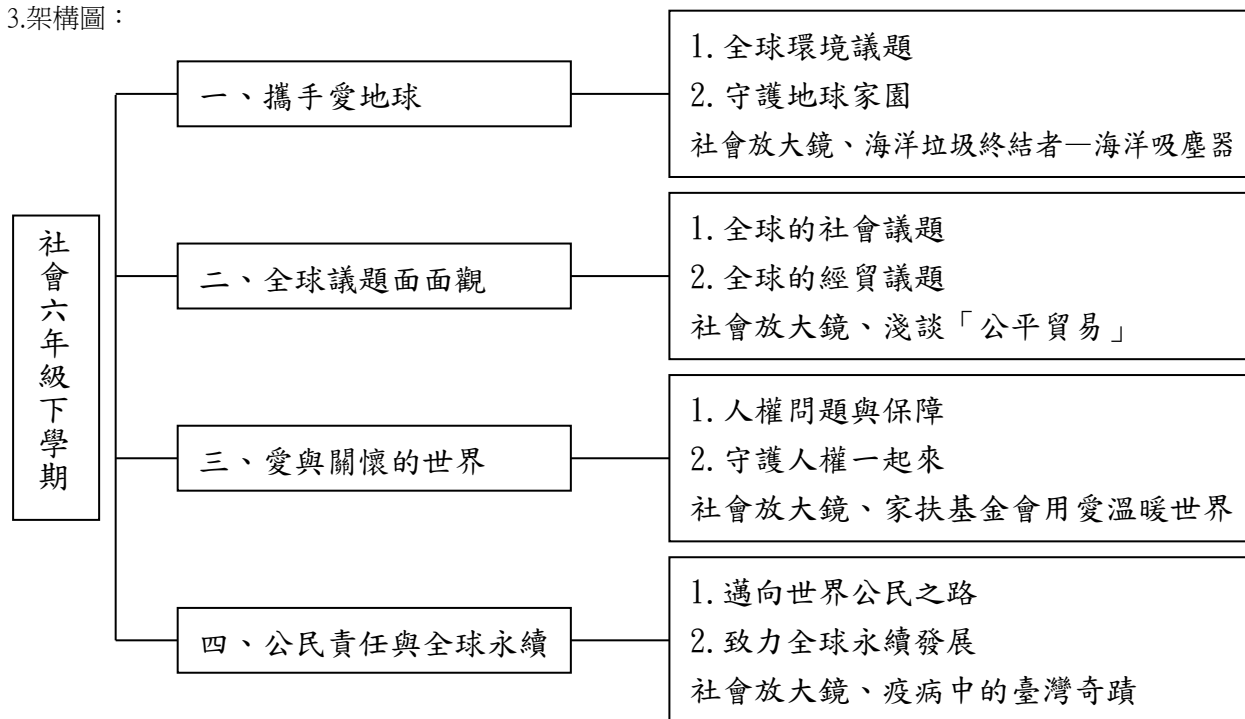 3.架構圖：
社會六年級下學期
一、攜手愛地球
1.全球環境議題
2.守護地球家園
社會放大鏡、海洋垃圾終結者—海洋吸塵器
二、全球議題面面觀
1.全球的社會議題
2.全球的經貿議題
社會放大鏡、淺談「公平貿易」
三、愛與關懷的世界
1.人權問題與保障
2.守護人權一起來
社會放大鏡、家扶基金會用愛溫暖世界
四、公民責任與全球永續
1.邁向世界公民之路
2.致力全球永續發展
社會放大鏡、疫病中的臺灣奇蹟